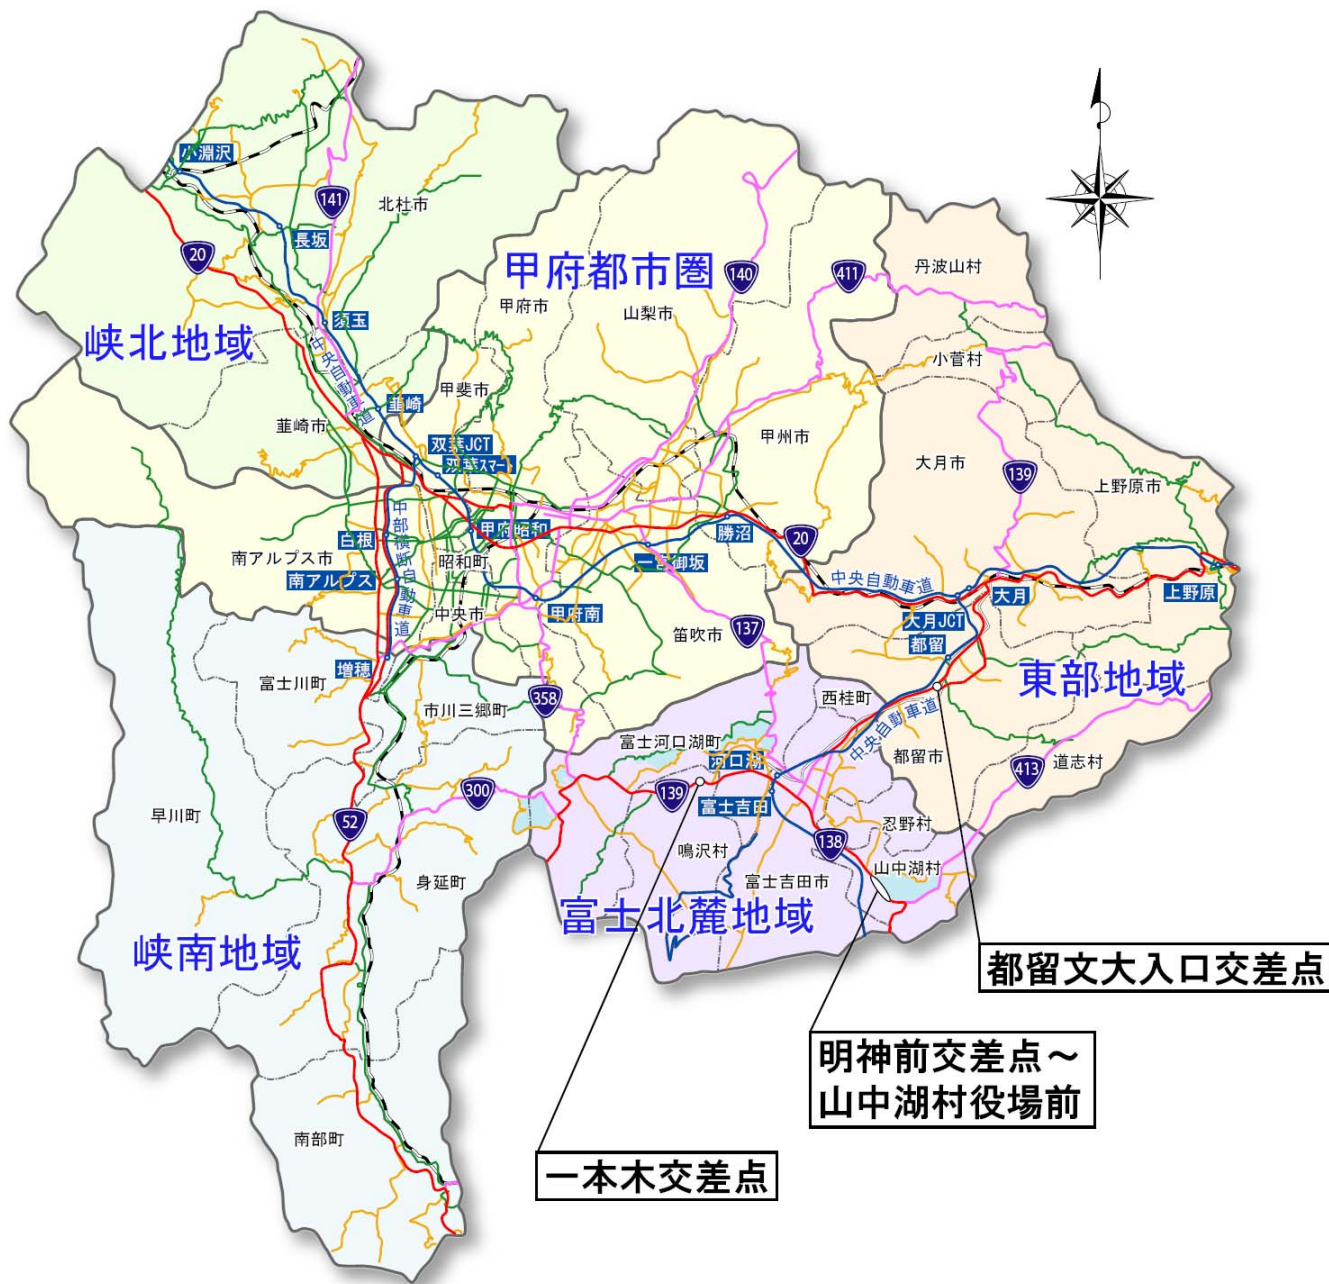 小淵沢
141
北杜市
長坂
20
甲府都市圏
140
411
丹波山村
甲府市
山梨市
須玉
峡北地域
中央自動車道
小菅村
甲斐市
韮崎
韮崎市
双葉JCT
双葉スマート
甲州市
大月市
139
上野原市
中部横断自動車道
白根
甲府昭和
勝沼
20
南アルプス市
昭和町
一宮御坂
南アルプス
中央自動車道
大月
上野原
中央市
甲府南
大月JCT
笛吹市
137
都留
増穂
富士川町
東部地域
358
西桂町
市川三郷町
富士河口湖町
中央自動車道
河口湖
都留市
道志村
413
早川町
300
139
富士吉田
52
忍野村
138
鳴沢村
山中湖村
身延町
富士吉田市
富士北麓地域
峡南地域
都留文大入口交差点
明神前交差点～
山中湖村役場前
南部町
一本木交差点